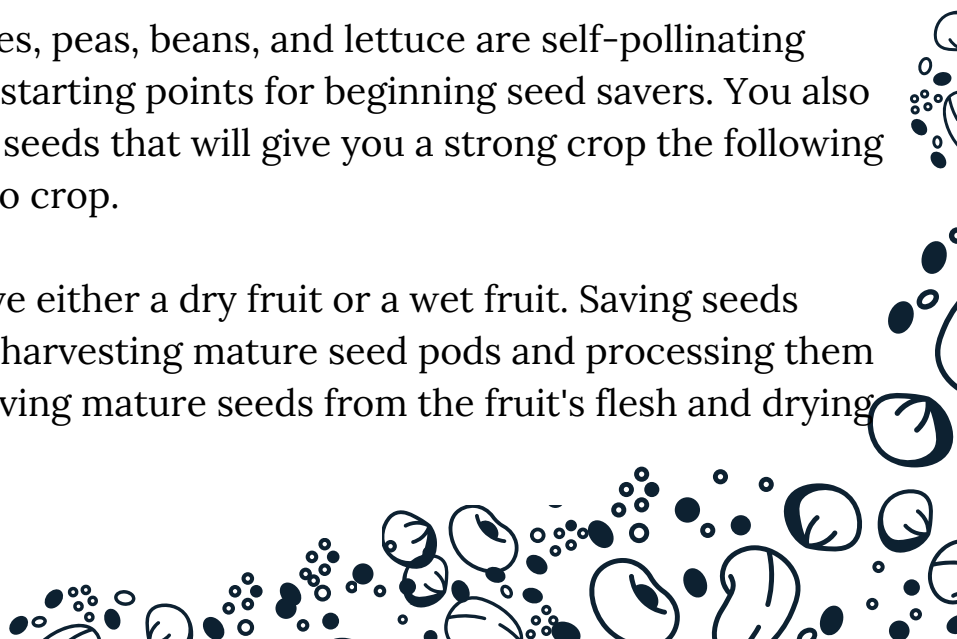 es, peas, beans, and lettuce are self-pollinating
starting points for beginning seed savers. You also
seeds that will give you a strong crop the following
o crop.
ve either a dry fruit or a wet fruit. Saving seeds
harvesting mature seed pods and processing them
ving mature seeds from the fruit's flesh and drying